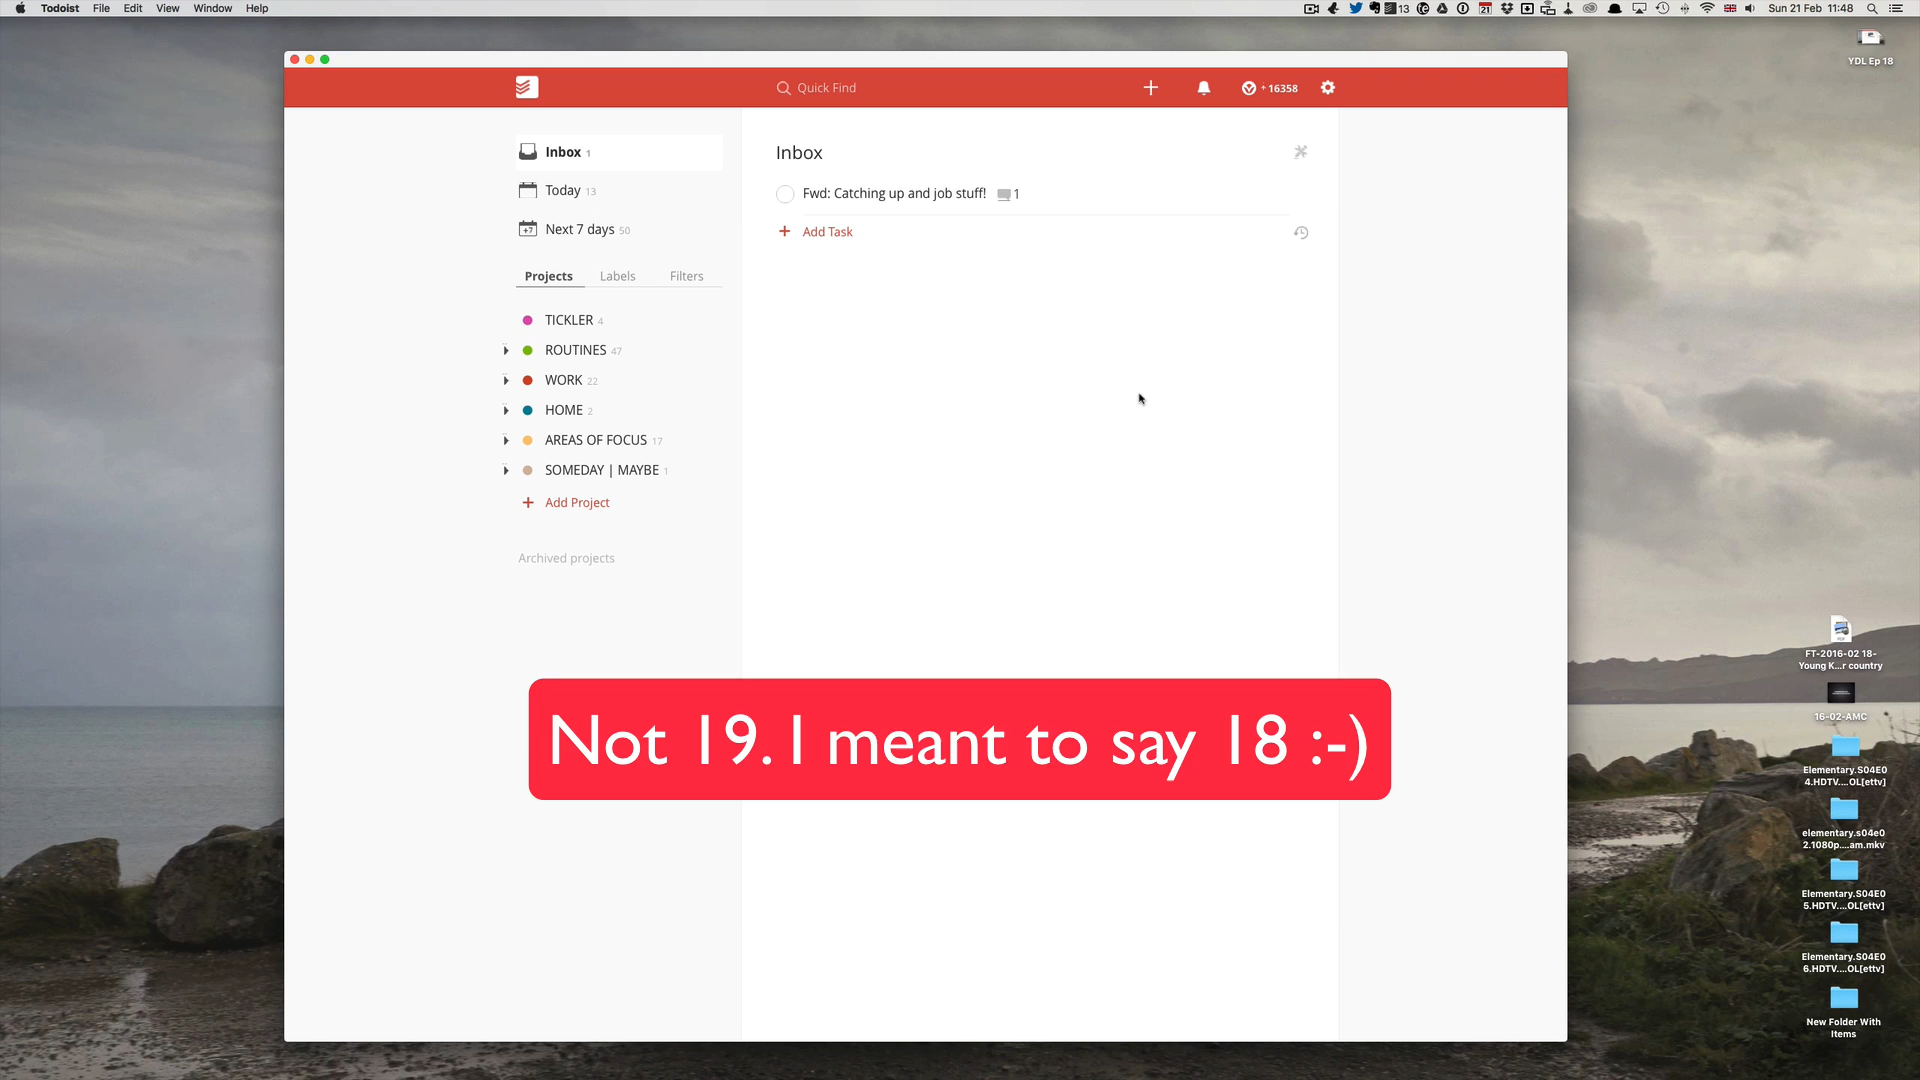 Todoist File Edit View Window Help
13
21
Sun 21 Feb 11:48
YDL Ep 18
Quick Find
+16358
Inbox 1
Today 13
+7 Next 7 days 50
Projects Labels Filters
TICKLER 4
ROUTINES 47
WORK 22
HOME 2
AREAS OF FOCUS 17
SOMEDAY | MAYBE 1
+ Add Project
Archived projects
Inbox
Fwd: Catching up and job stuff! 1
+ Add Task
Not 19. I meant to say 18 :-)
FT-2016-02 18-
Young K...r country
16-02-AMC
Elementary.S04E0
4.HDTV....OL[ettv]
elementary.s04e0
2.1080p....am.mkv
Elementary.S04E0
5.HDTV....OL[ettv]
Elementary.S04E0
6.HDTV....OL[ettv]
New Folder With
Items